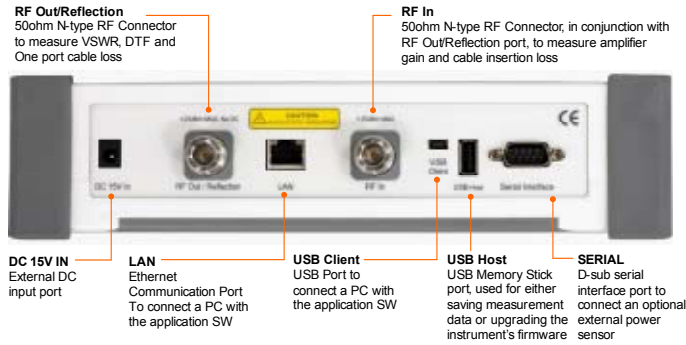 RF Out/Reflection
50ohm N-type RF Connector
to measure VSWR, DTF and
One port cable loss
RF In
50ohm N-type RF Connector, in conjunction with
RF Out/Reflection port, to measure amplifier
gain and cable insertion loss
CAUTION
CE
DC 15V In
RF Out / Reflection
LAN
RF In
USB
Client
USB Host
Serial Interface
DC 15V IN
External DC
input port
LAN
Ethernet
Communication Port
To connect a PC with
the application SW
USB Client
USB Port to
connect a PC with
the application SW
USB Host
USB Memory Stick
port, used for either
saving measurement
data or upgrading the
instrument's firmware
SERIAL
D-sub serial
interface port to
connect an optional
external power
sensor